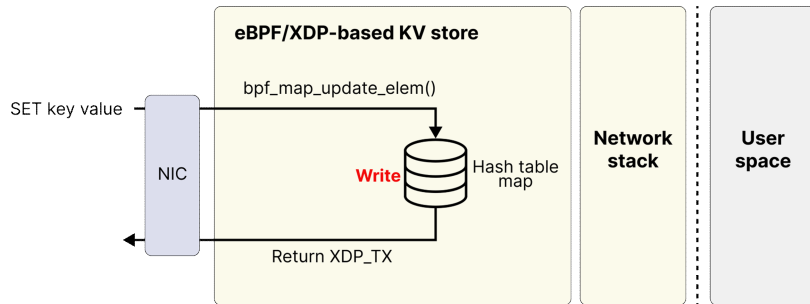 eBPF/XDP-based KV store
bpf_map_update_elem()
SET key value
NIC
Write
Hash table
map
Return XDP_TX
Network
stack
User
space